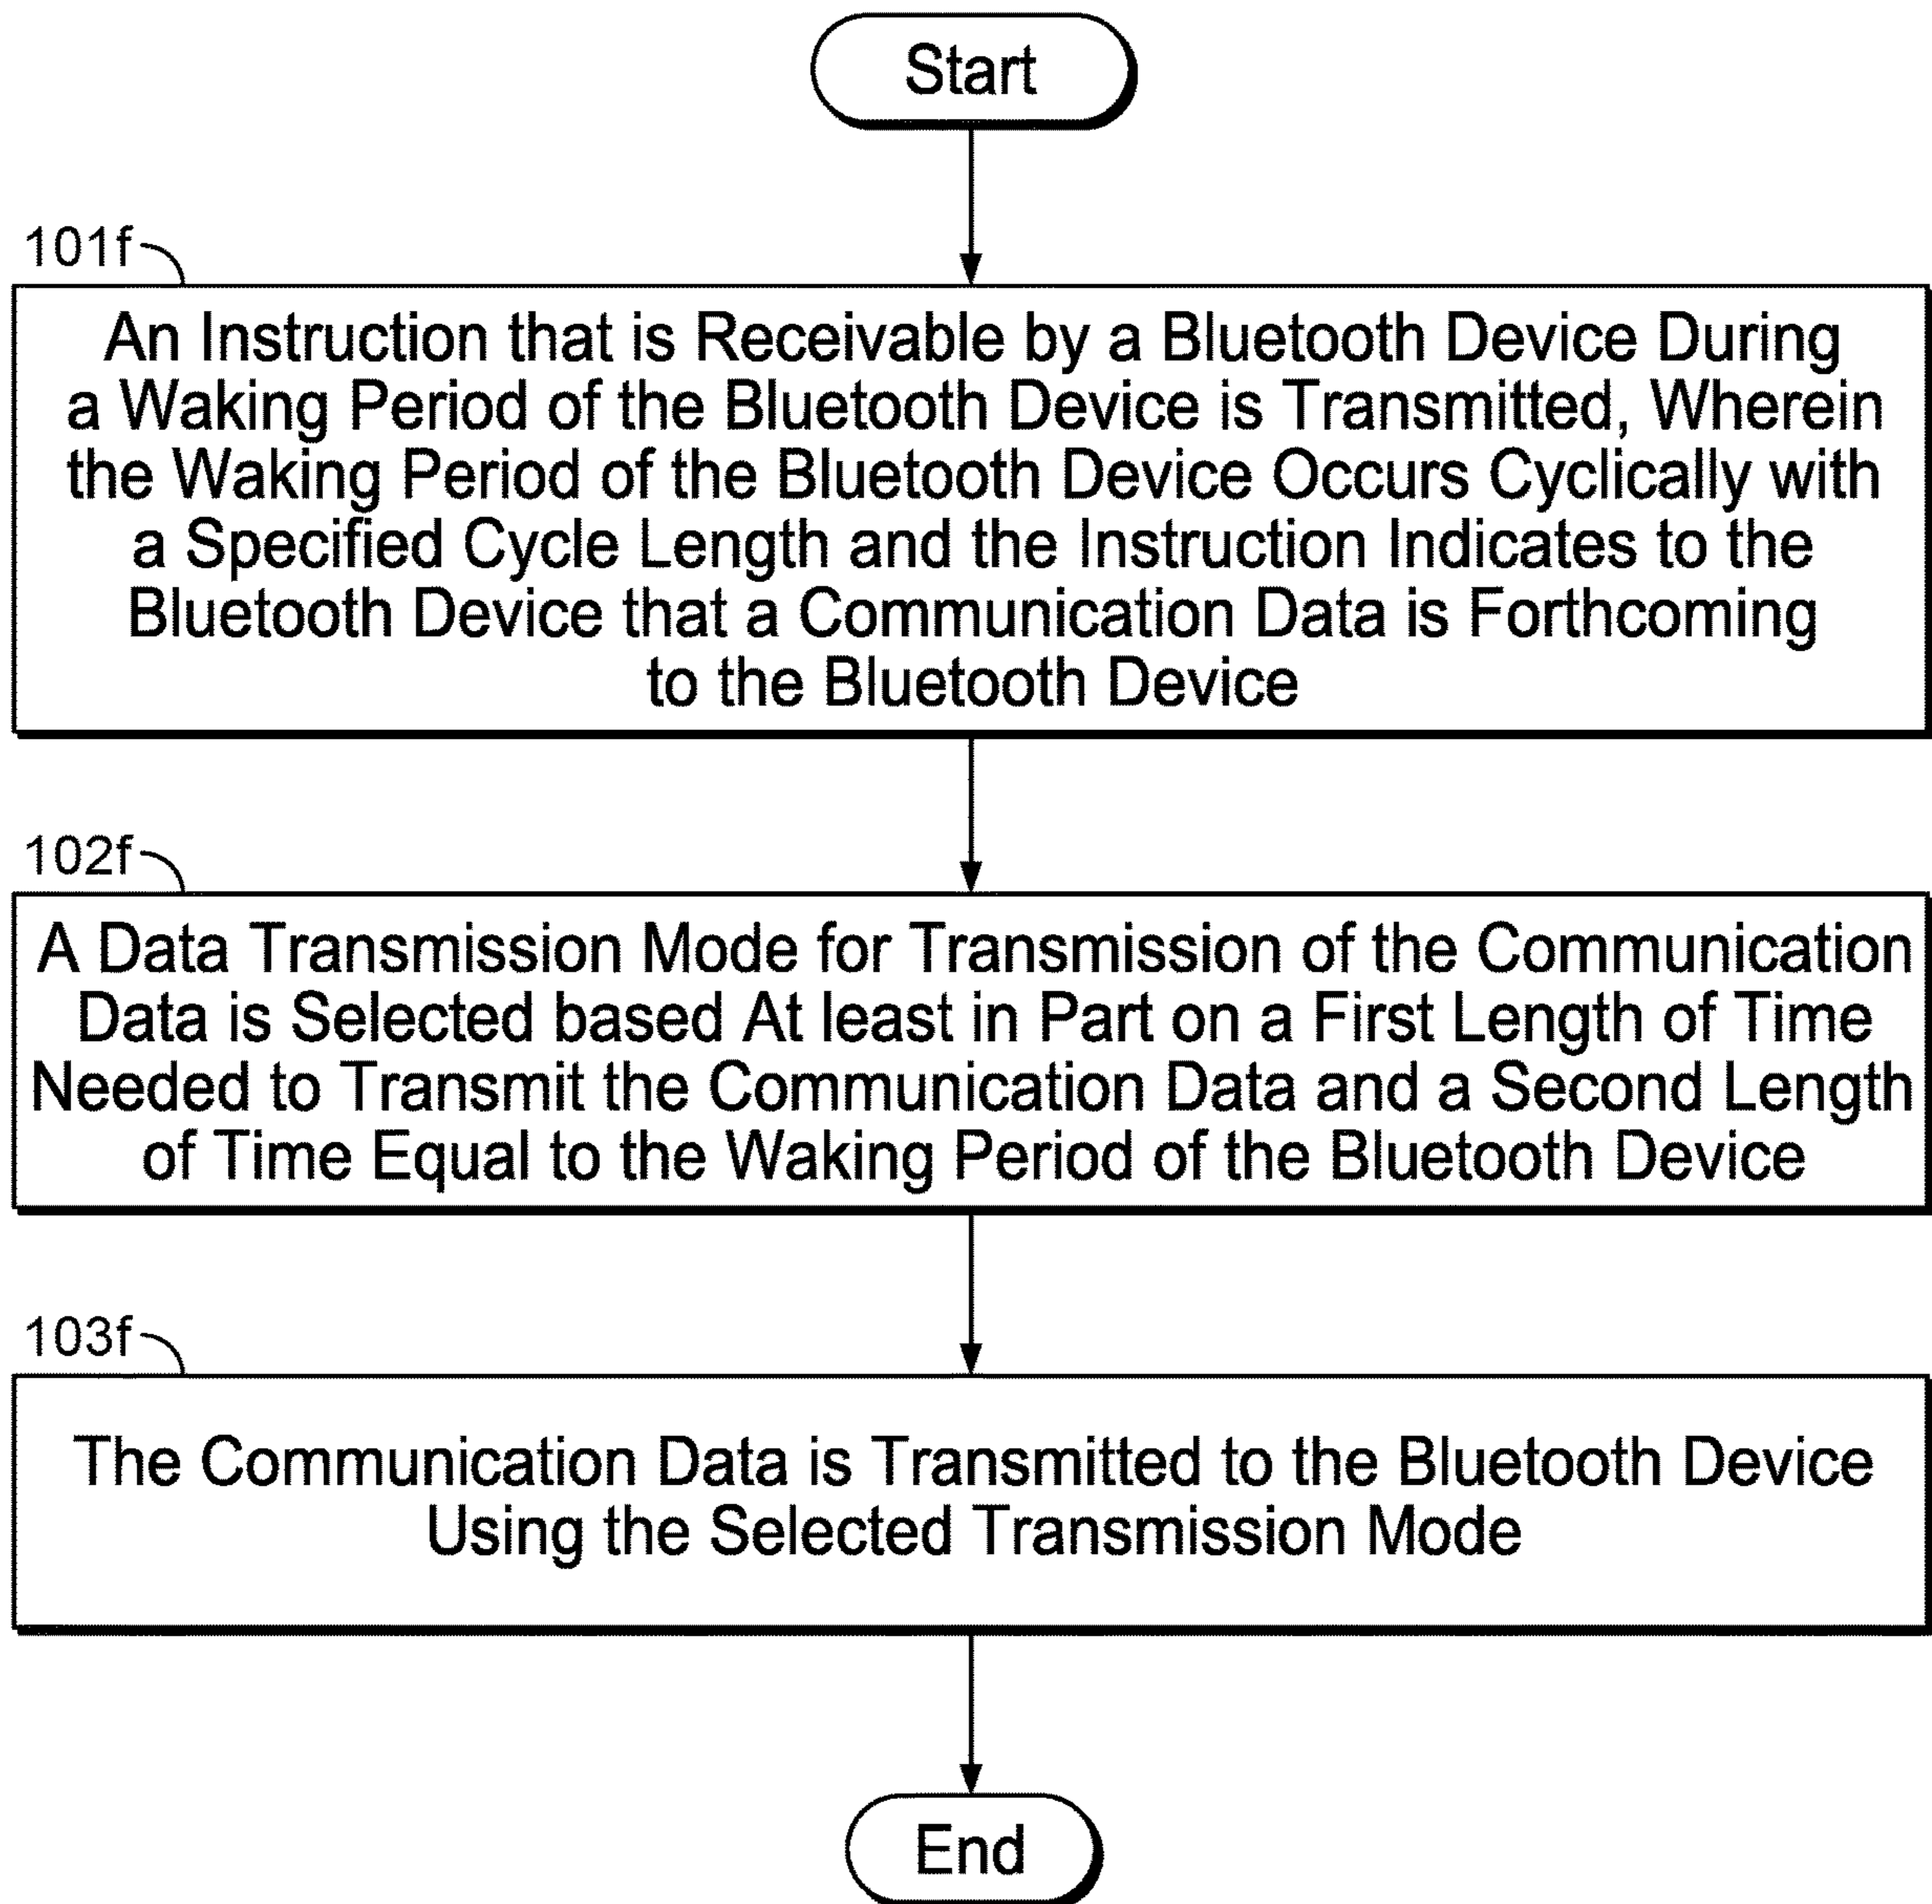 Start
101f
An Instruction that is Receivable by a Bluetooth Device During
a Waking Period of the Bluetooth Device is Transmitted, Wherein
the Waking Period of the Bluetooth Device Occurs Cyclically with
a Specified Cycle Length and the Instruction Indicates to the
Bluetooth Device that a Communication Data is Forthcoming
to the Bluetooth Device
102f
A Data Transmission Mode for Transmission of the Communication
Data is Selected based At least in Part on a First Length of Time
Needed to Transmit the Communication Data and a Second Length
of Time Equal to the Waking Period of the Bluetooth Device
103f
The Communication Data is Transmitted to the Bluetooth Device
Using the Selected Transmission Mode
End